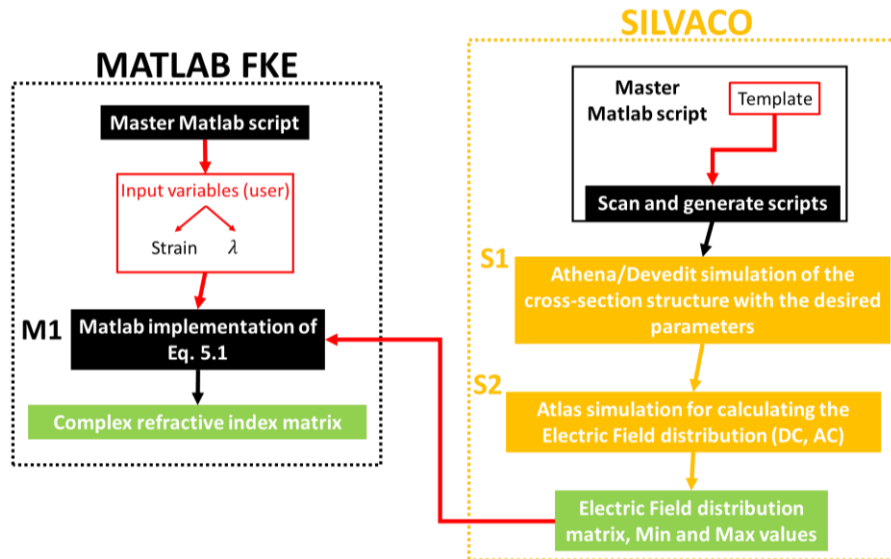 MATLAB FKE
Master Matlab script
Input variables (user)
Strain
λ
M1
Matlab implementation of
Eq. 5.1
Complex refractive index matrix
SILVACO
Master
Matlab script
Template
Scan and generate scripts
S1
Athena/Devedit simulation of the
cross-section structure with the desired
parameters
S2
Atlas simulation for calculating the
Electric Field distribution (DC, AC)
Electric Field distribution
matrix, Min and Max values